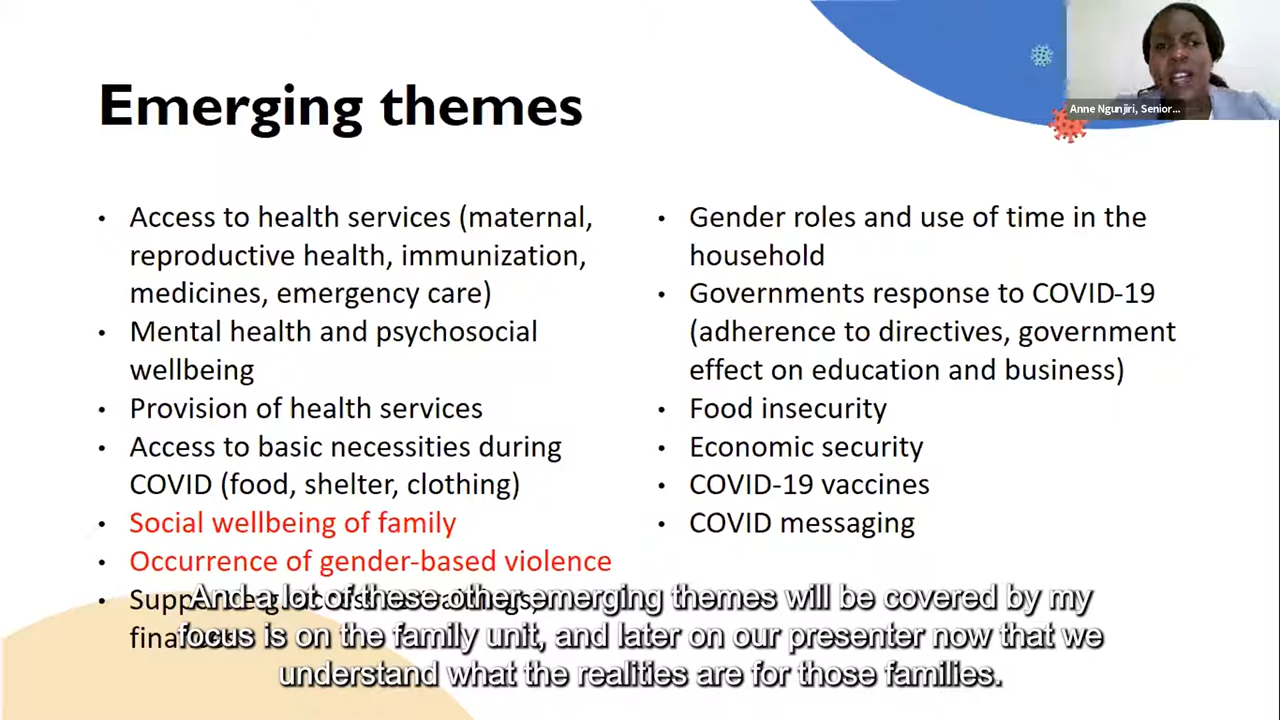 Emerging themes
Anne Ngunjiri, Senior...
• Access to health services (maternal,
reproductive health, immunization,
medicines, emergency care)
• Mental health and psychosocial
wellbeing
• Provision of health services
• Access to basic necessities during
COVID (food, shelter, clothing)
• Social wellbeing of family
• Occurrence of gender-based violence
• Gender roles and use of time in the
household
• Governments response to COVID-19
(adherence to directives, government
effect on education and business)
• Food insecurity
• Economic security
• COVID-19 vaccines
• COVID messaging
And a lot of these other emerging themes will be covered by my
focus is on the family unit, and later on our presenter now that we
understand what the realities are for those families.